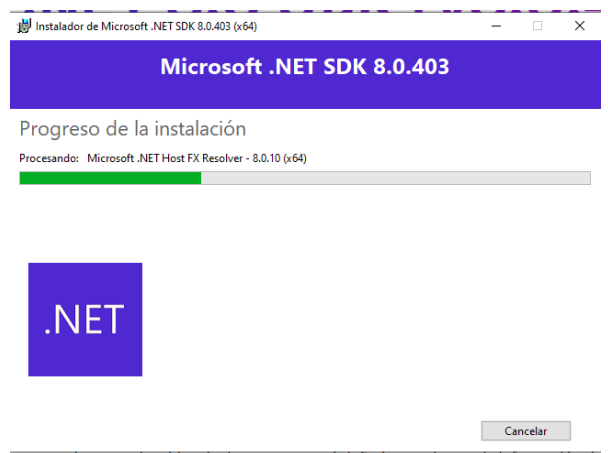 Instalador de Microsoft .NET SDK 8.0.403 (x64)
Microsoft .NET SDK 8.0.403
Progreso de la instalación
Procesando: Microsoft .NET Host FX Resolver - 8.0.10 (x64)
.NET
Cancelar